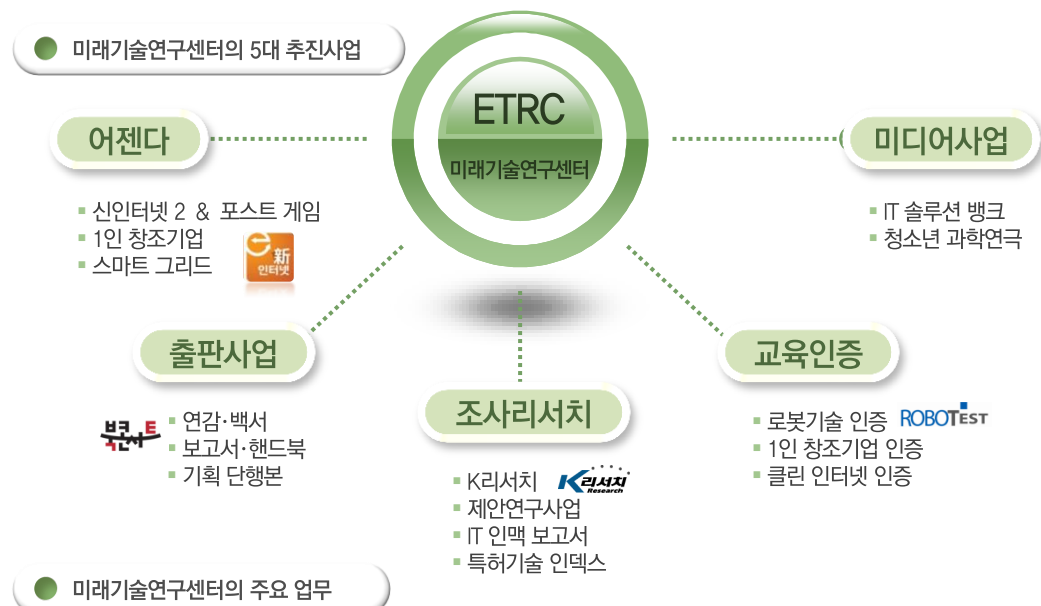 미래기술연구센터의 5대 추진사업
ETRC
미래기술연구센터
어젠다
신인터넷 2 & 포스트 게임
1인 창조기업
스마트 그리드
e 新
인터넷
미디어사업
IT 솔루션 뱅크
청소년 과학연극
출판사업
북콘서트
연감·백서
보고서·핸드북
기획 단행본
조사리서치
K리서치
K리서치
Research
제안연구사업
IT 인맥 보고서
특허기술 인덱스
교육인증
로봇기술 인증
ROBOTEST
1인 창조기업 인증
클린 인터넷 인증
미래기술연구센터의 주요 업무